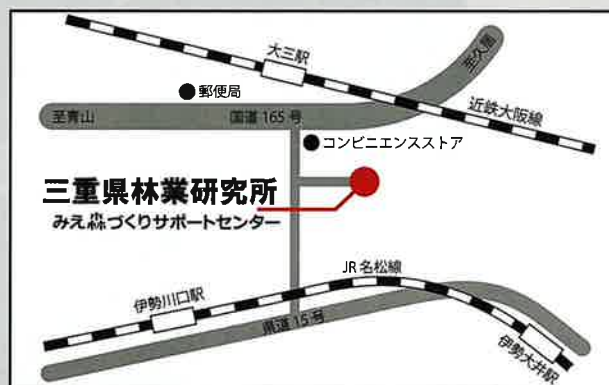 大三駅
至久居
郵便局
近鉄大阪線
至青山
国道165号
コンビニエンスストア
三重県林業研究所
みえ森づくりサポートセンター
JR名松線
伊勢川口駅
県道15号
伊勢大井駅